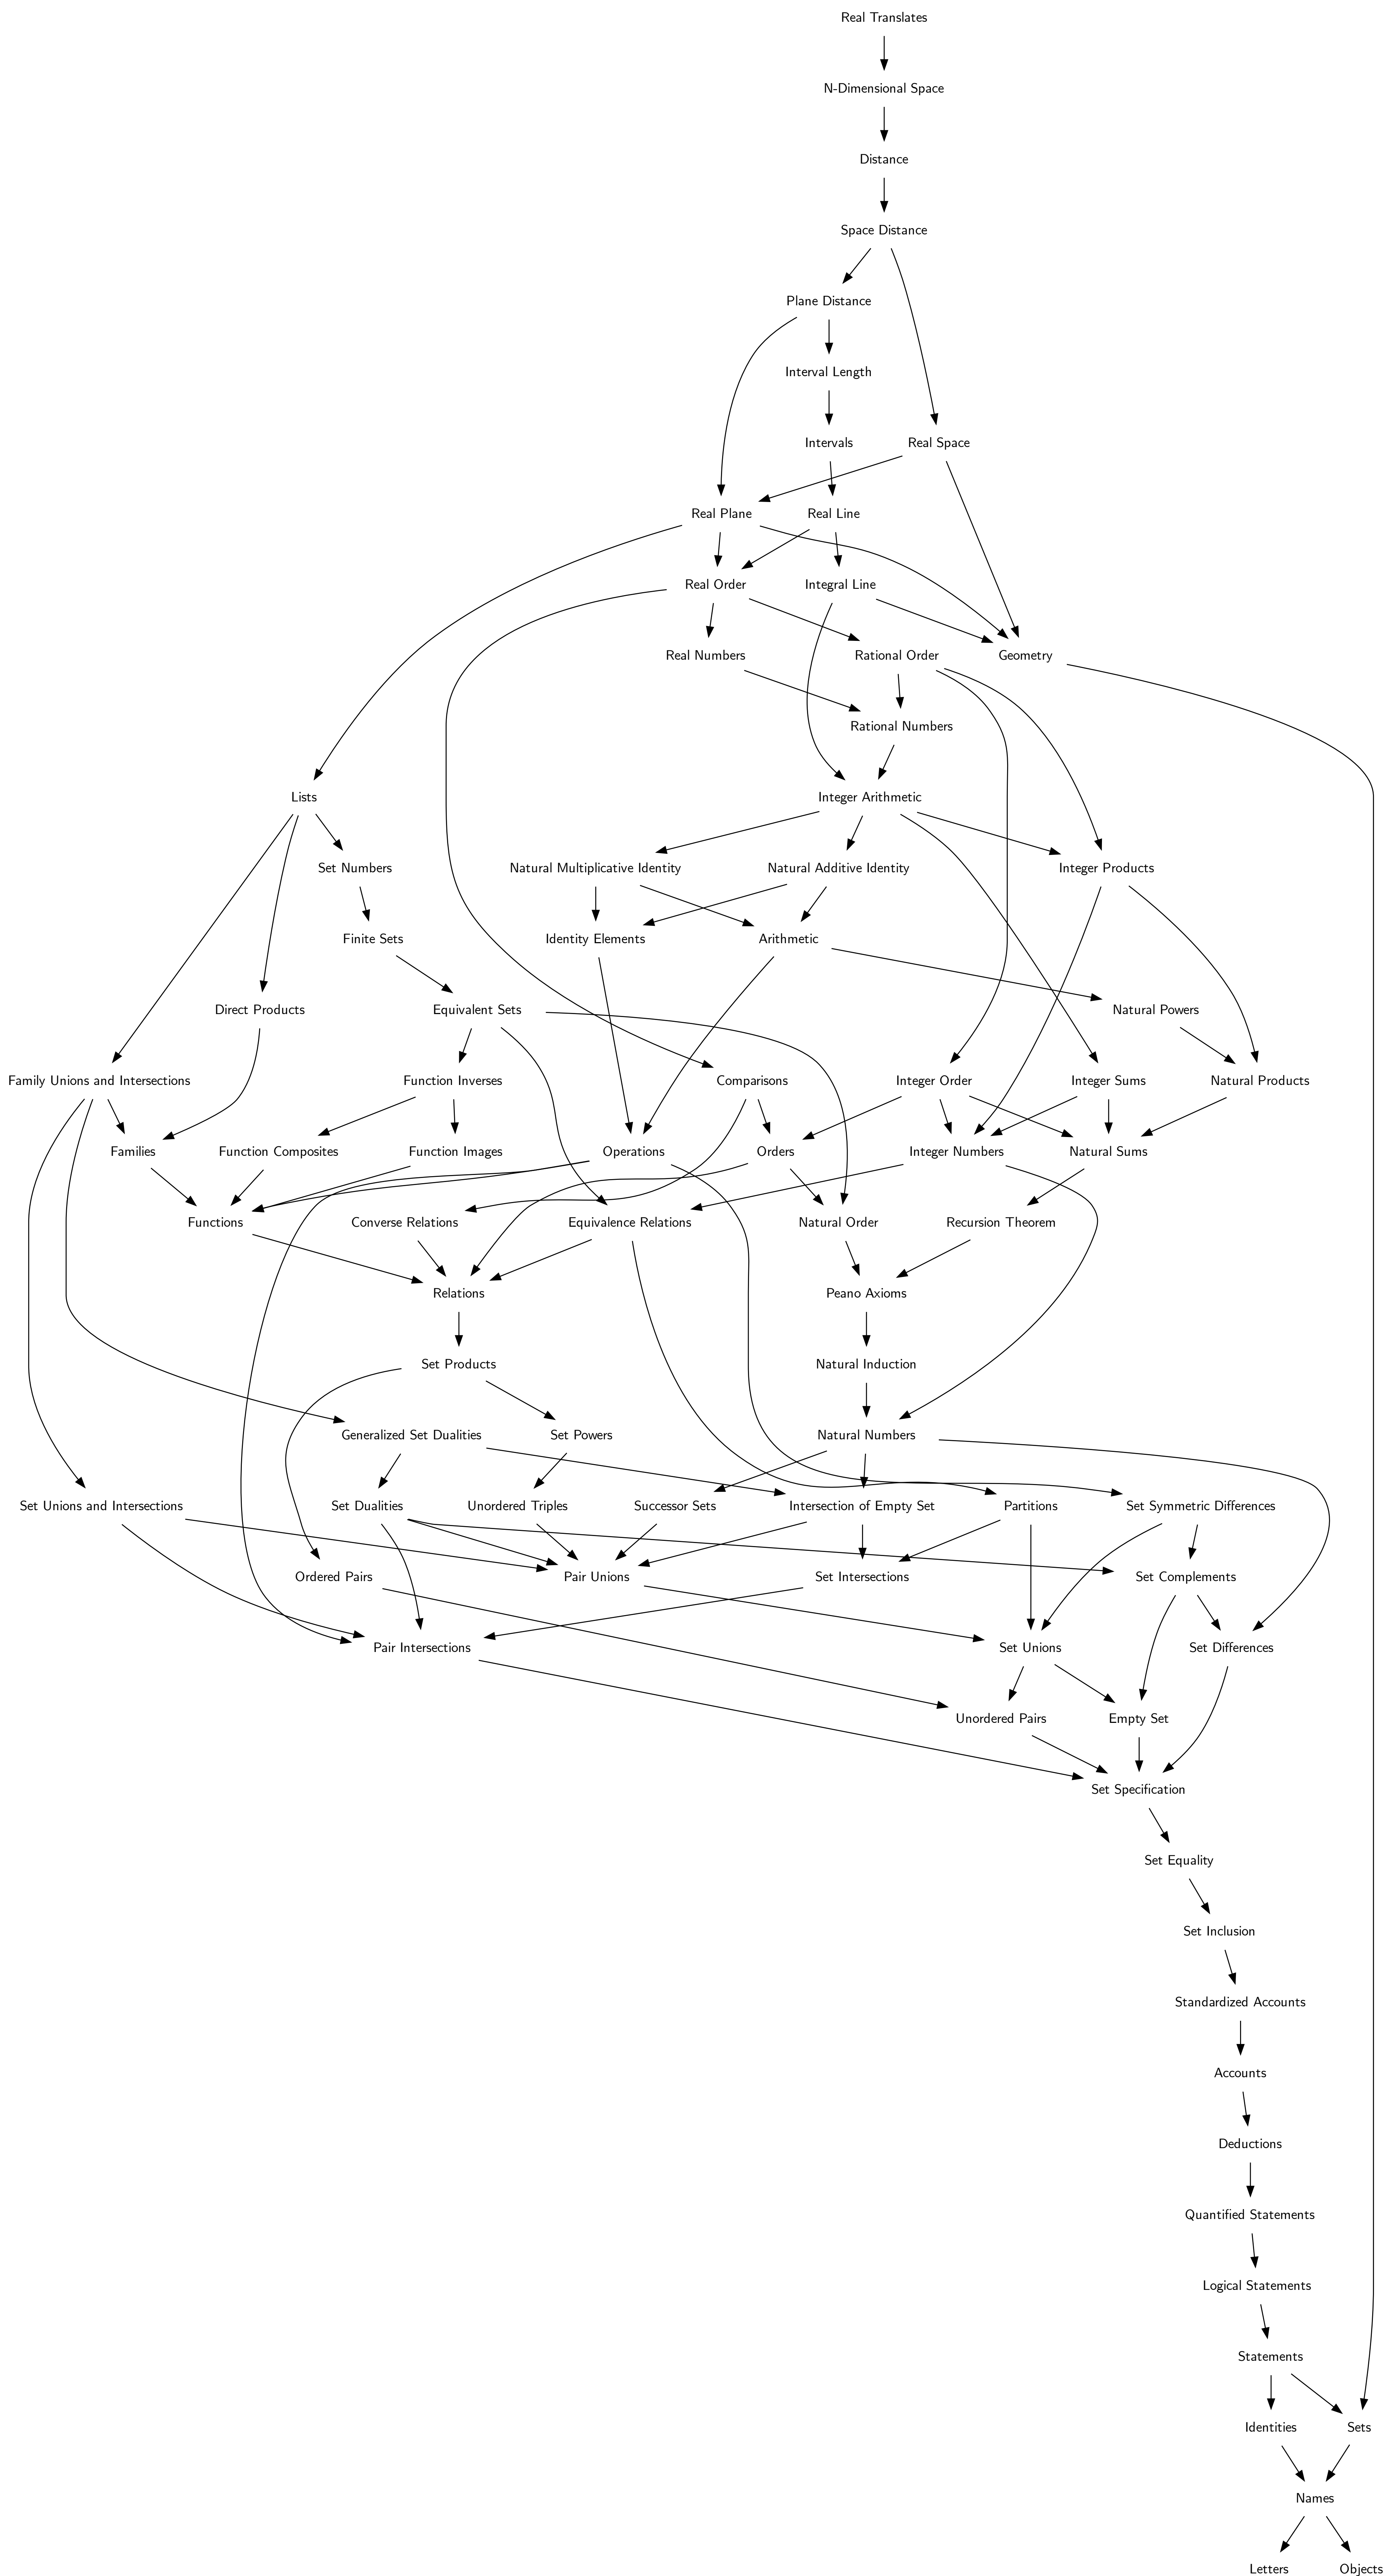 Real Translates
N-Dimensional Space
Distance
Space Distance
Plane Distance
Interval Length
Intervals
Real Space
Real Plane
Real Line
Real Order
Integral Line
Real Numbers
Rational Order
Geometry
Rational Numbers
Lists
Integer Arithmetic
Set Numbers
Natural Multiplicative Identity
Natural Additive Identity
Integer Products
Finite Sets
Identity Elements
Arithmetic
Direct Products
Equivalent Sets
Natural Powers
Family Unions and Intersections
Function Inverses
Comparisons
Integer Order
Integer Sums
Natural Products
Families
Function Composites
Function Images
Operations
Orders
Integer Numbers
Natural Sums
Functions
Converse Relations
Equivalence Relations
Natural Order
Recursion Theorem
Relations
Peano Axioms
Set Products
Natural Induction
Generalized Set Dualities
Set Powers
Natural Numbers
Set Unions and Intersections
Set Dualities
Unordered Triples
Successor Sets
Intersection of Empty Set
Partitions
Set Symmetric Differences
Ordered Pairs
Pair Unions
Set Intersections
Set Complements
Pair Intersections
Set Unions
Set Differences
Unordered Pairs
Empty Set
Set Specification
Set Equality
Set Inclusion
Standardized Accounts
Accounts
Deductions
Quantified Statements
Logical Statements
Statements
Identities
Sets
Names
Letters
Objects